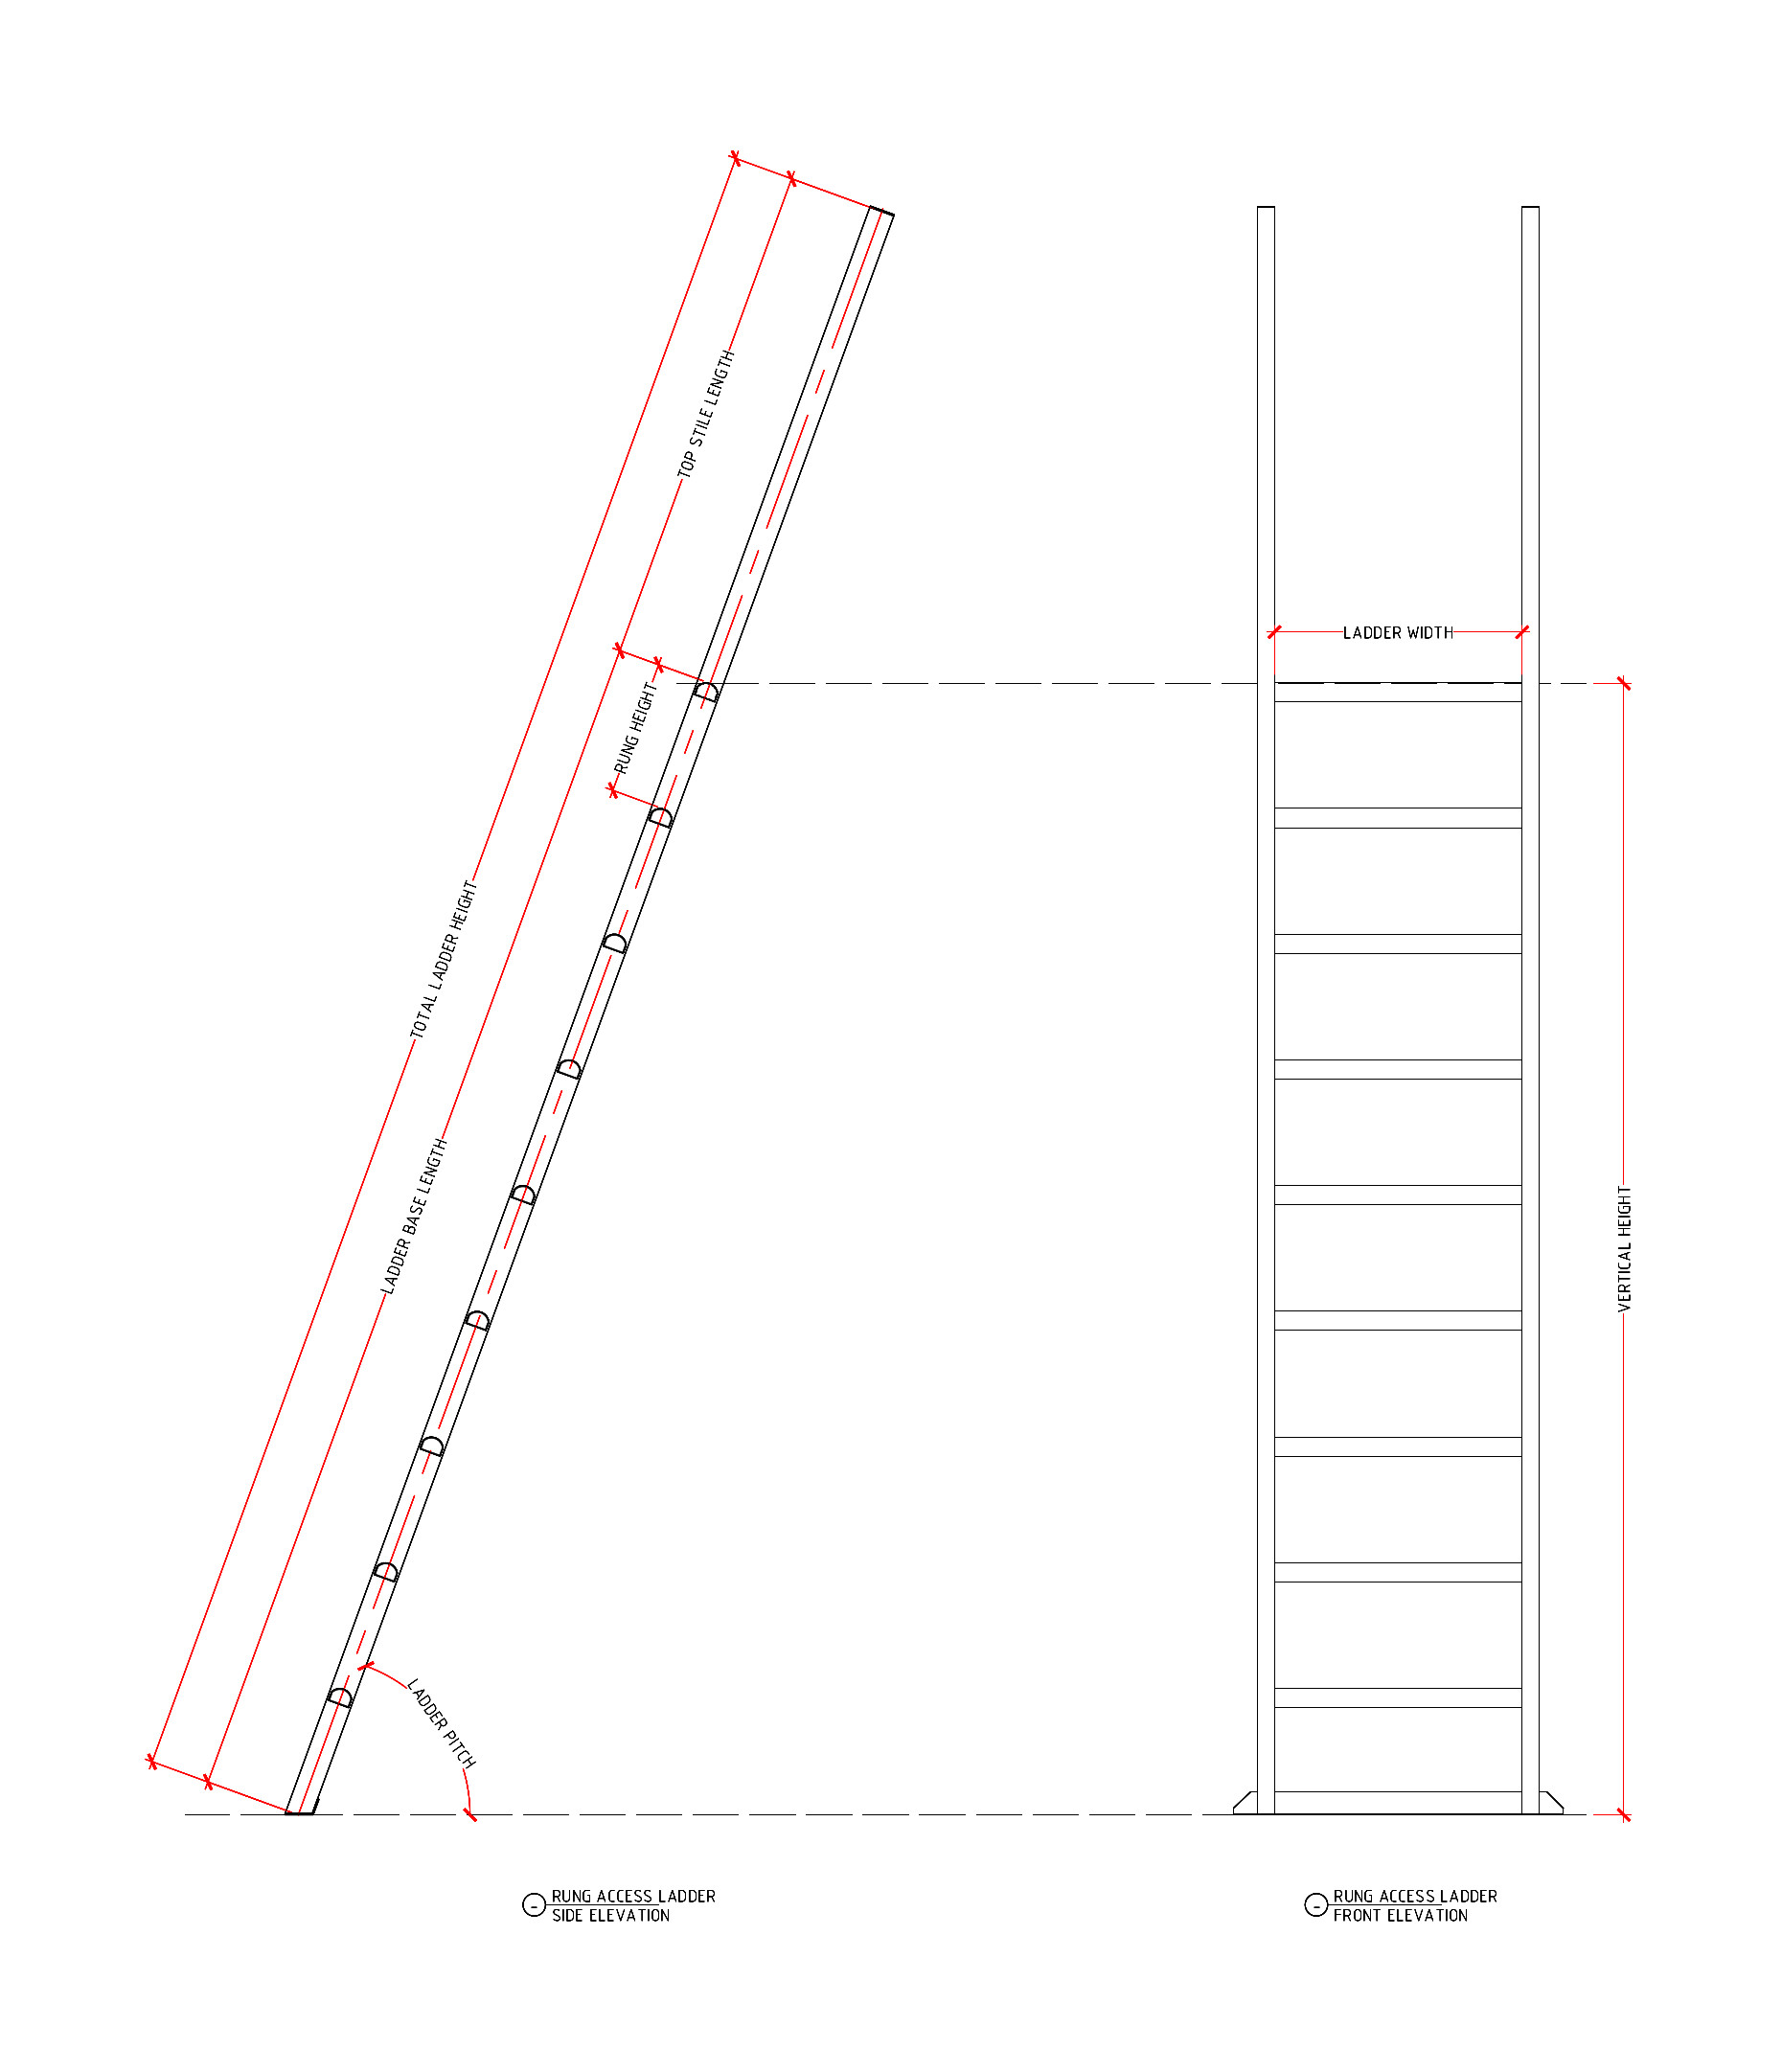 TOP STILE LENGTH
LADDER WIDTH
RUNG HEIGHT
TOTAL LADDER HEIGHT
LADDER BASE LENGTH
VERTICAL HEIGHT
LADDER PITCH
- RUNG ACCESS LADDER
SIDE ELEVATION
- RUNG ACCESS LADDER
FRONT ELEVATION